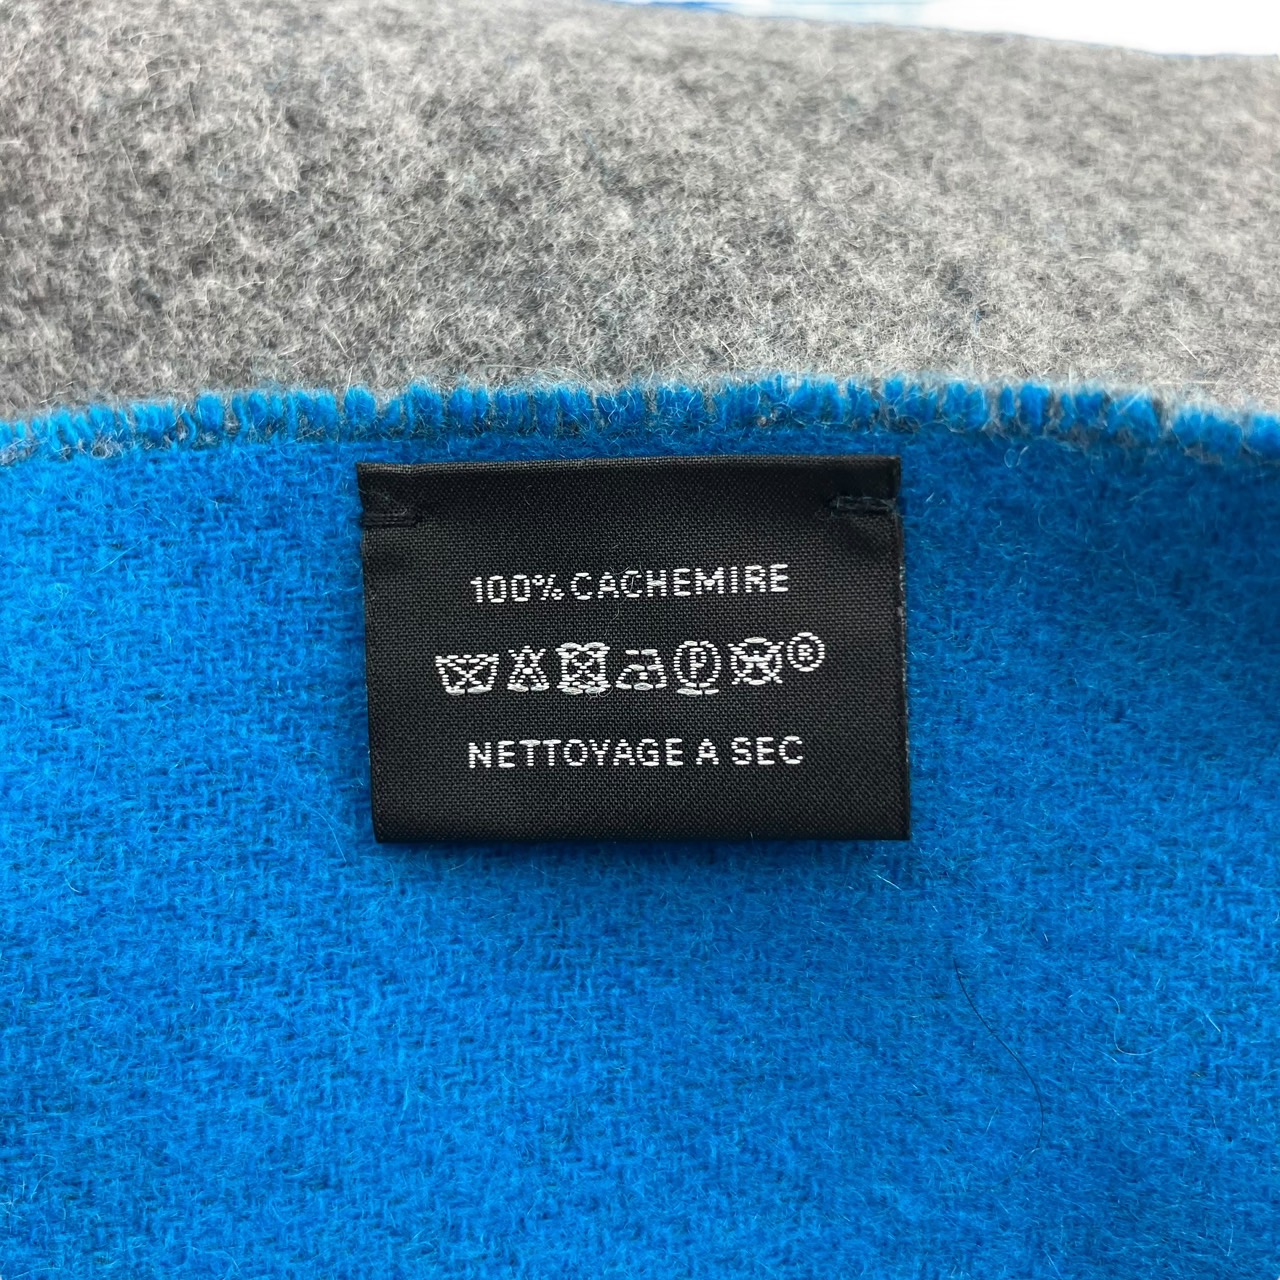 100% CACHEMIRE
P W ®
NETTOYAGE A SEC